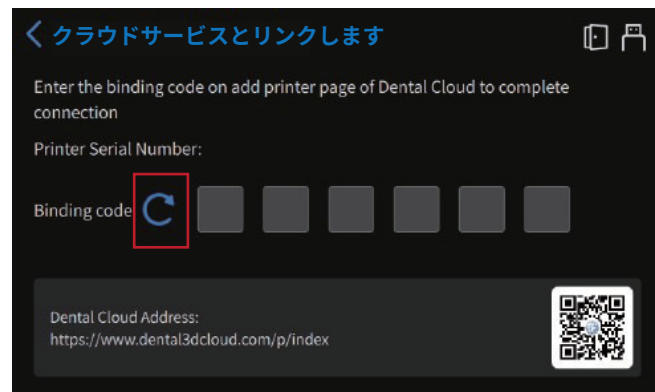 クラウドサービスとリンクします
Enter the binding code on add printer page of Dental Cloud to complete
connection
Printer Serial Number:
Binding code
Dental Cloud Address:
https://www.dental3dcloud.com/p/index